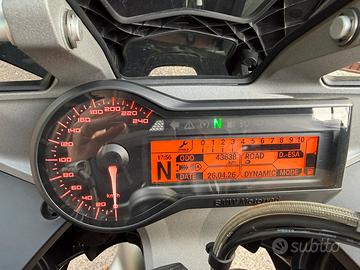 N
0 1 2 3 4 5 6 7 8 9 10
17:56 ODO 43638 ROAD D-ESA
N
DATE 26.04.26 DYNAMIC MODE
0 20 40 60 80 100 120 140 160 180 200 220 240
km/h
BMW Motorrad
subito